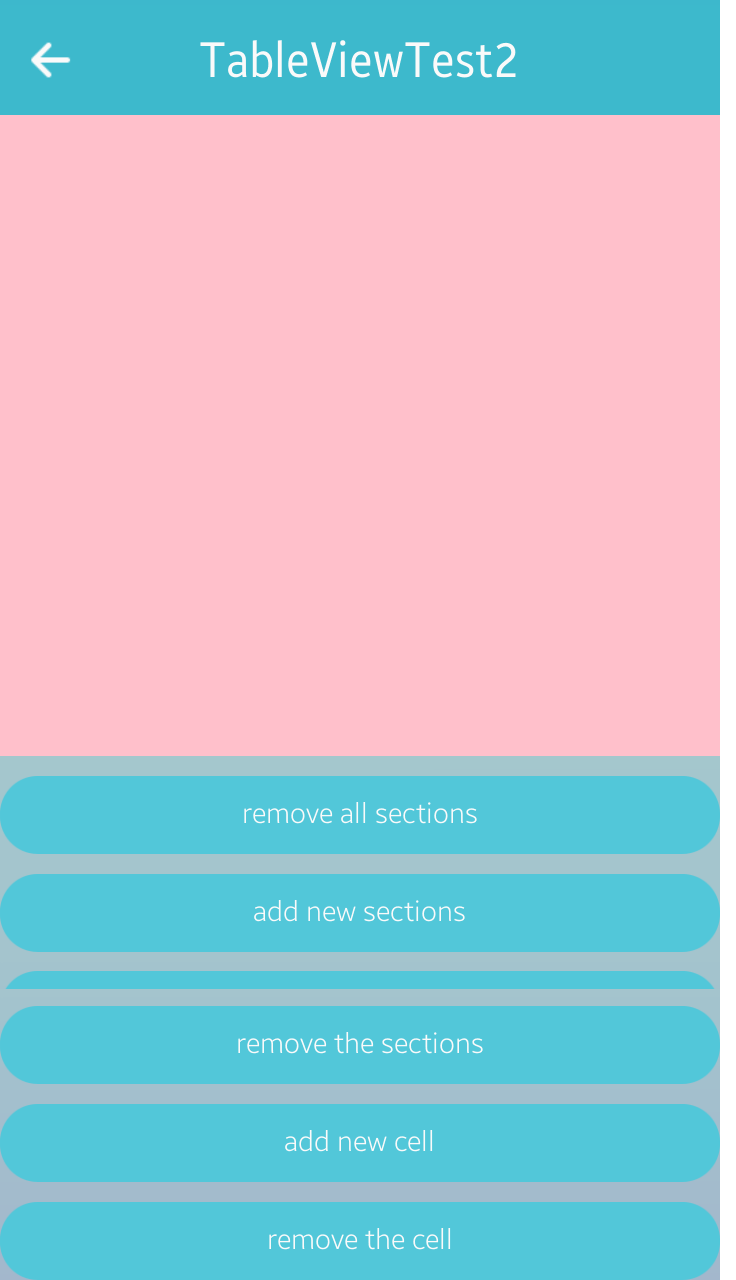 TableViewTest2
remove all sections
add new sections
remove the sections
add new cell
remove the cell